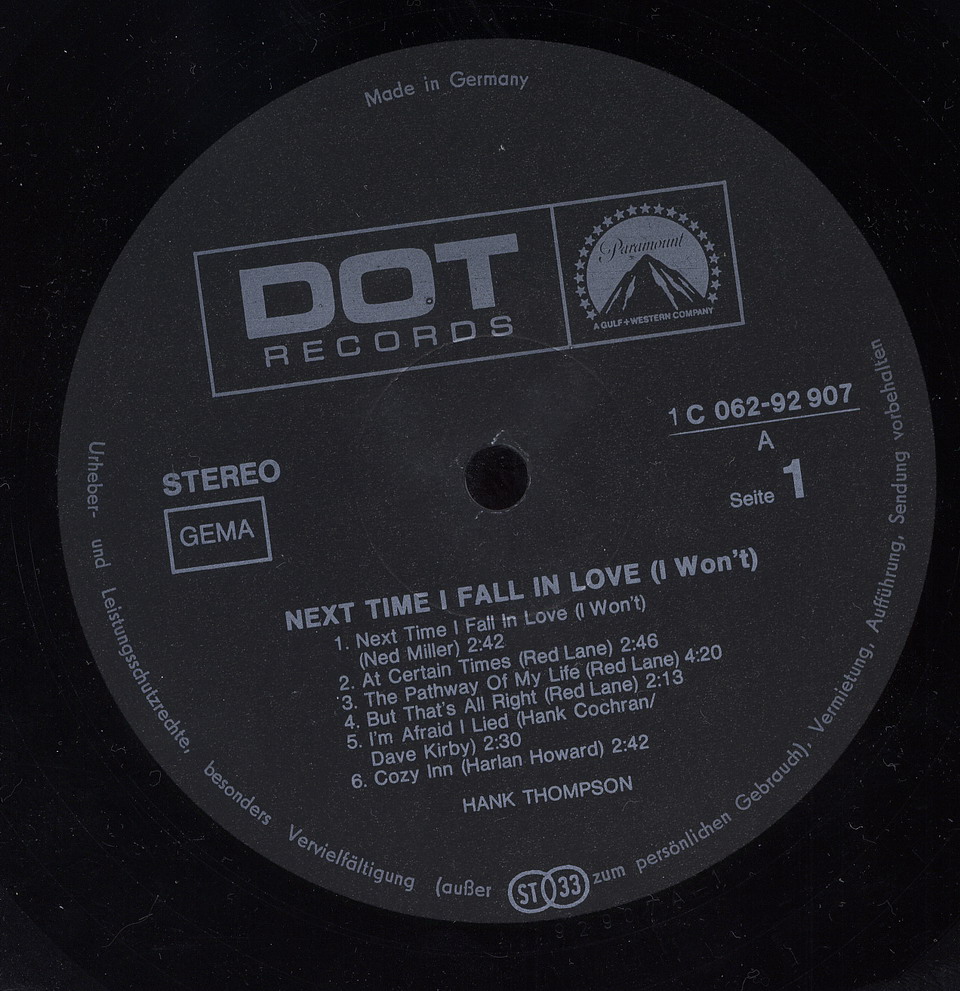 Made in Germany
DOT
RECORDS
Paramount
A GULF+WESTERN COMPANY
1 C 062-92 907
A
Seite 1
STEREO
GEMA
NEXT TIME I FALL IN LOVE (I Won't)
1. Next Time I Fall In Love (I Won't)
(Ned Miller) 2:42
2. At Certain Times (Red Lane) 2:46
3. The Pathway Of My Life (Red Lane) 4:20
4. But That's All Right (Red Lane) 2:13
5. I'm Afraid I Lied (Hank Cochran/
Dave Kirby) 2:30
6. Cozy Inn (Harlan Howard) 2:42
HANK THOMPSON
Urheber- und Leistungsschutzrechte, besonders Vervielfältigung (außer zum persönlichen Gebrauch), Vermietung, Aufführung, Sendung vorbehalten
ST 33